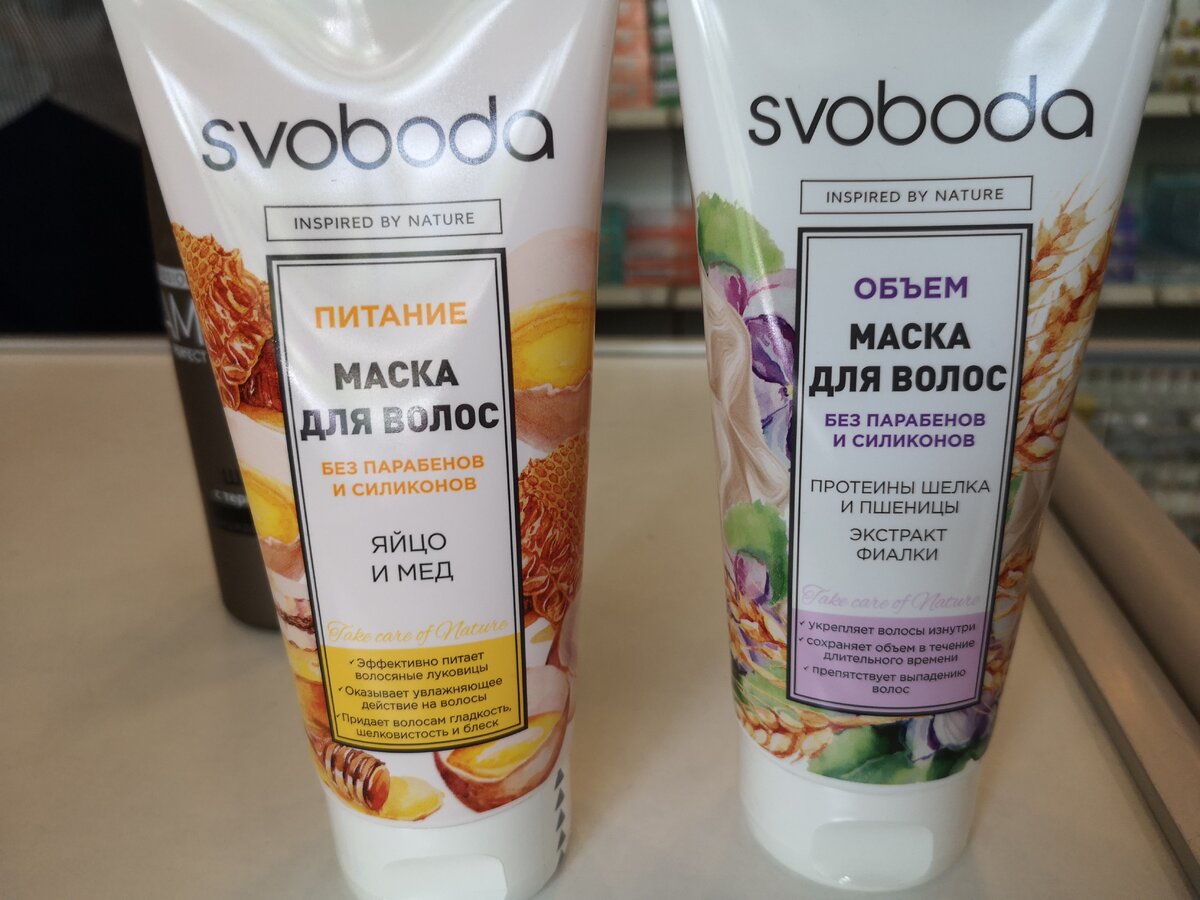 svoboda
INSPIRED BY NATURE
ПИТАНИЕ
МАСКА
ДЛЯ ВОЛОС
БЕЗ ПАРАБЕНОВ
И СИЛИКОНОВ
ЯЙЦО
И МЕД
Take care of Nature
✓Эффективно питает
волосяные луковицы
✓Оказывает увлажняющее
действие на волосы
✓Придает волосам гладкость,
шелковистость и блеск
svoboda
INSPIRED BY NATURE
ОБЪЕМ
МАСКА
ДЛЯ ВОЛОС
БЕЗ ПАРАБЕНОВ
И СИЛИКОНОВ
ПРОТЕИНЫ ШЕЛКА
И ПШЕНИЦЫ
ЭКСТРАКТ
ФИАЛКИ
Take care of Nature
✓ укрепляет волосы изнутри
✓ сохраняет объем в течение
длительного времени
✓ препятствует выпадению
волос